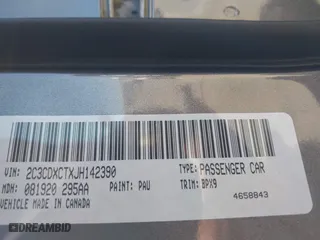 VIN: 2C3CDXCTXJH142390 TYPE: PASSENGER CAR
MDH: 081920 295AA PAINT: PAU TRIM: BPX9
VEHICLE MADE IN CANADA 4658843
DREAMBID